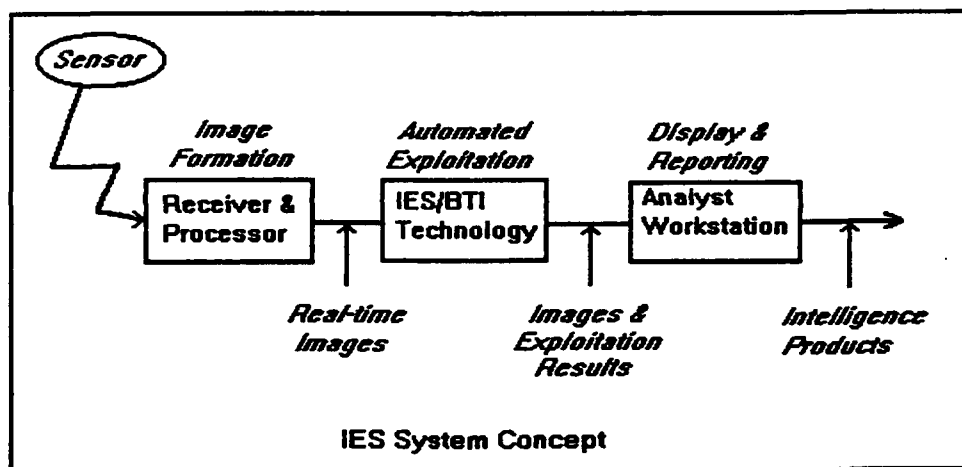 Sensor
Image
Formation
Receiver &
Processor
Automated
Exploitation
IES/BTI
Technology
Display &
Reporting
Analyst
Workstation
Real-time
Images
Images &
Exploitation
Results
Intelligence
Products
IES System Concept